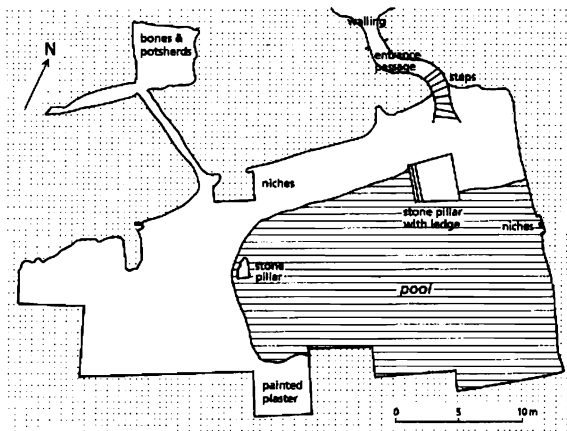 walling
bones &
potsherds
N
entrance
passage
steps
niches
stone pillar
with ledge
niches
stone
pillar
pool
painted
plaster
0 5 10 m